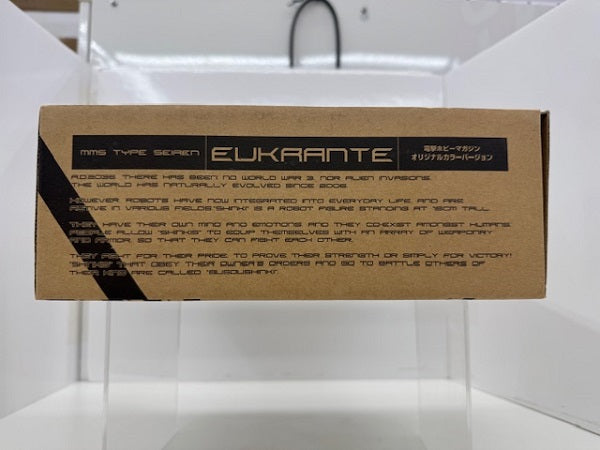 MMS TYPE SEIREN
EUKRANTE
電撃ホビーマガジン
オリジナルカラーバージョン
A.D.2036 THERE HAS BEEN: NO WORLD WAR 3, NOR ALIEN INVASIONS.
THE WORLD HAS NATURALLY EVOLVED SINCE 2006.
HOWEVER ROBOTS HAVE NOW INTEGRATED INTO EVERYDAY LIFE AND ARE
ACTIVE IN VARIOUS FIELDS."SHINKI" IS A ROBOT FIGURE STANDING AT 15CM TALL.
THEY HAVE THEIR OWN MIND AND EMOTIONS AND THEY CO-EXIST AMONGST HUMANS.
PEOPLE ALLOW "SHINKI" TO EQUIP THEMSELVES WITH AN ARRAY OF WEAPONRY
AND ARMOR, SO THAT THEY CAN FIGHT EACH OTHER.
THEY FIGHT FOR THEIR PRIDE, TO PROVE THEIR STRENGTH OR SIMPLY FOR VICTORY!
"SHINKI" THAT OBEY THEIR OWNER'S ORDERS AND GO TO BATTLE OTHERS OF
THEIR KIND ARE CALLED "BUSOUSHINKI".